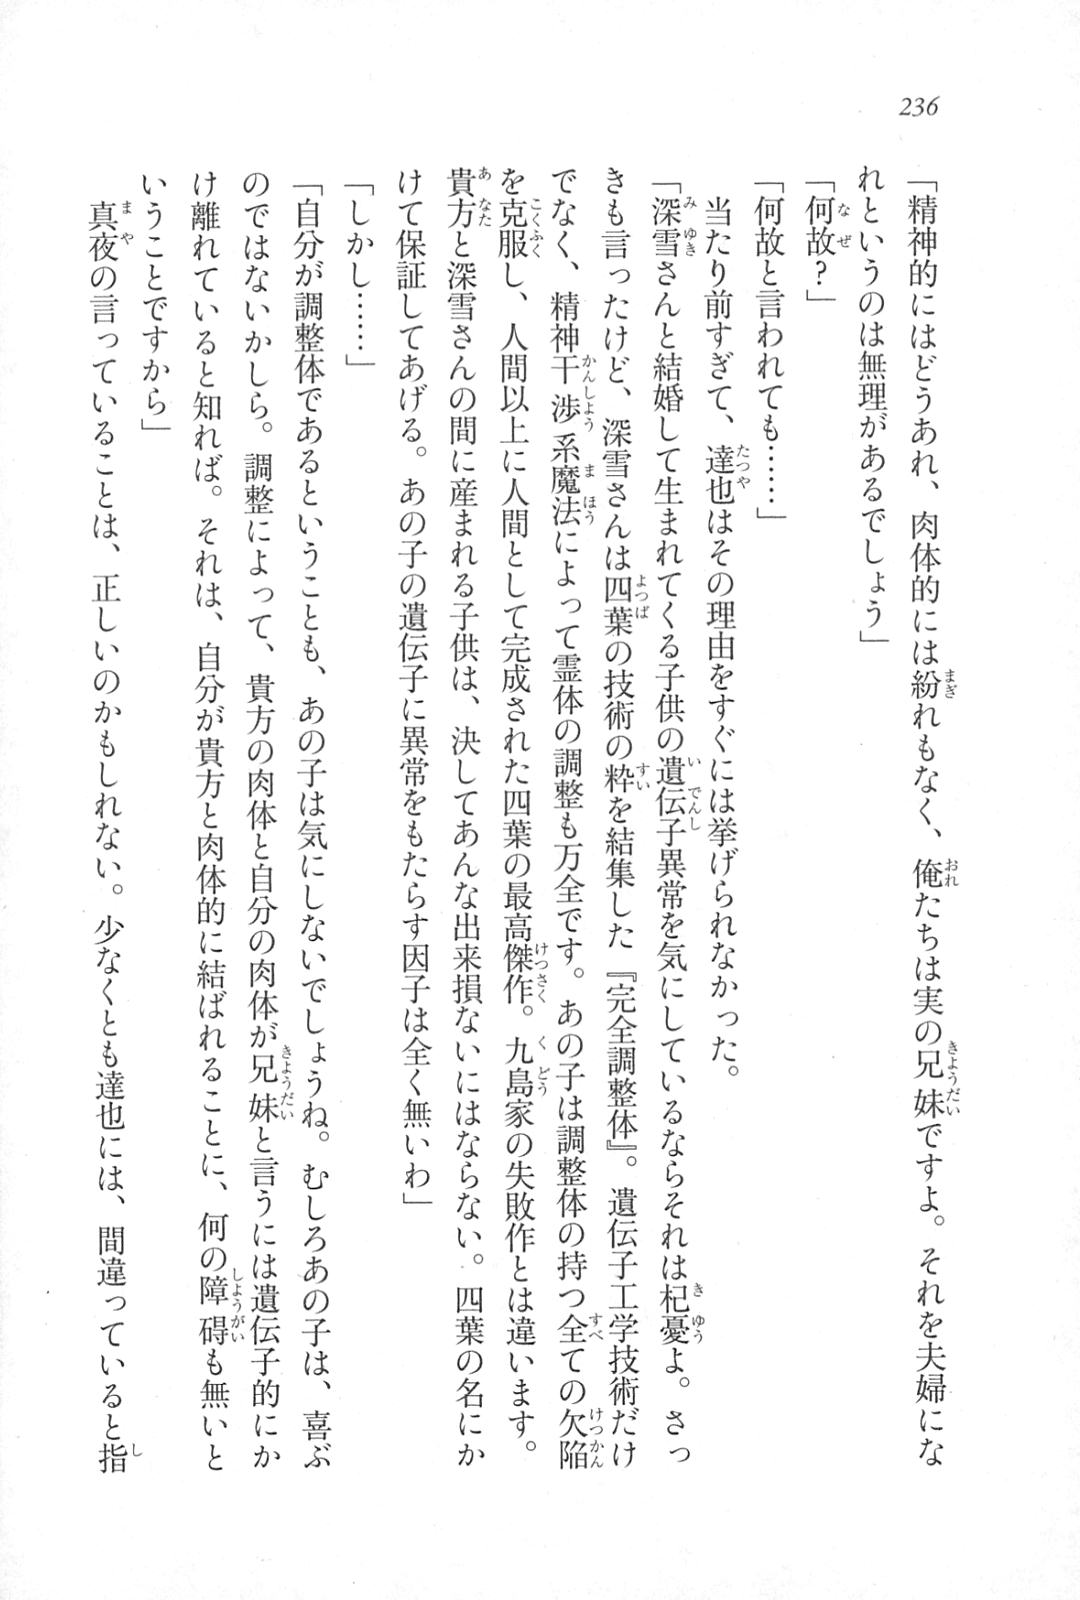 236
「精神的にはどうあれ、肉体的には紛れもなく、俺たちは実の兄妹ですよ。それを夫婦にな
れというのは無理があるでしょう」
「何故?」
「何故と言われても……」
当たり前すぎて、達也はその理由をすぐには挙げられなかった。
「深雪さんと結婚して生まれてくる子供の遺伝子異常を気にしているならそれは杞憂よ。さっ
きも言ったけど、深雪さんは四葉の技術の粋を結集した『完全調整体』。遺伝子工学技術だけ
でなく、精神干渉系魔法によって霊体の調整も万全です。あの子は調整体の持つ全ての欠陥
を克服し、人間以上に人間として完成された四葉の最高傑作。九島家の失敗作とは違います。
貴方と深雪さんの間に産まれる子供は、決してあんな出来損ないにはならない。四葉の名にか
けて保証してあげる。あの子の遺伝子に異常をもたらす因子は全く無いわ」
「しかし……」
「自分が調整体であるということも、あの子は気にしないでしょうね。むしろあの子は、喜ぶ
のではないかしら。調整によって、貴方の肉体と自分の肉体が兄妹と言うには遺伝子的にか
け離れていると知れば。それは、自分が貴方と肉体的に結ばれることに、何の障碍も無いと
いうことですから」
真夜の言っていることは、正しいのかもしれない。少なくとも達也には、間違っていると指